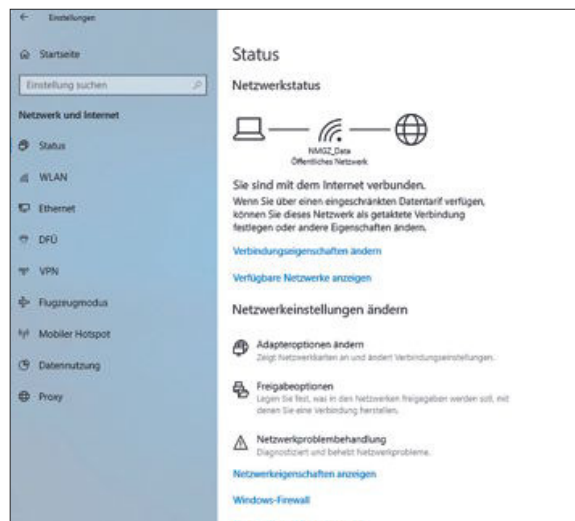 Einstellungen
Startseite
Einstellung suchen
Netzwerk und Internet
Status
WLAN
Ethernet
DFÜ
VPN
Flugzeugmodus
Mobiler Hotspot
Datennutzung
Proxy
Status
Netzwerkstatus
NMGZ_Data
Öffentliches Netzwerk
Sie sind mit dem Internet verbunden.
Wenn Sie über einen eingeschränkten Datentarif verfügen,
können Sie dieses Netzwerk als getaktete Verbindung
festlegen oder andere Eigenschaften ändern.
Verbindungseigenschaften ändern
Verfügbare Netzwerke anzeigen
Netzwerkeinstellungen ändern
Adapteroptionen ändern
Zeigt Netzwerkkarten an und ändert Verbindungseinstellungen.
Freigabeoptionen
Legen Sie fest, was in den Netzwerken freigegeben werden soll, mit
denen Sie eine Verbindung herstellen.
Netzwerkproblembehandlung
Diagnostiziert und behebt Netzwerkprobleme.
Netzwerkeigenschaften anzeigen
Windows-Firewall